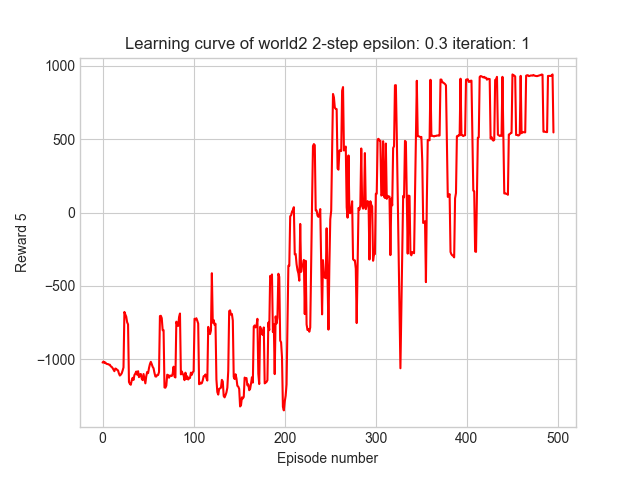 Learning curve of world2 2-step epsilon: 0.3 iteration: 1
1000
500
0
−500
−1000
Reward 5
0 100 200 300 400 500
Episode number